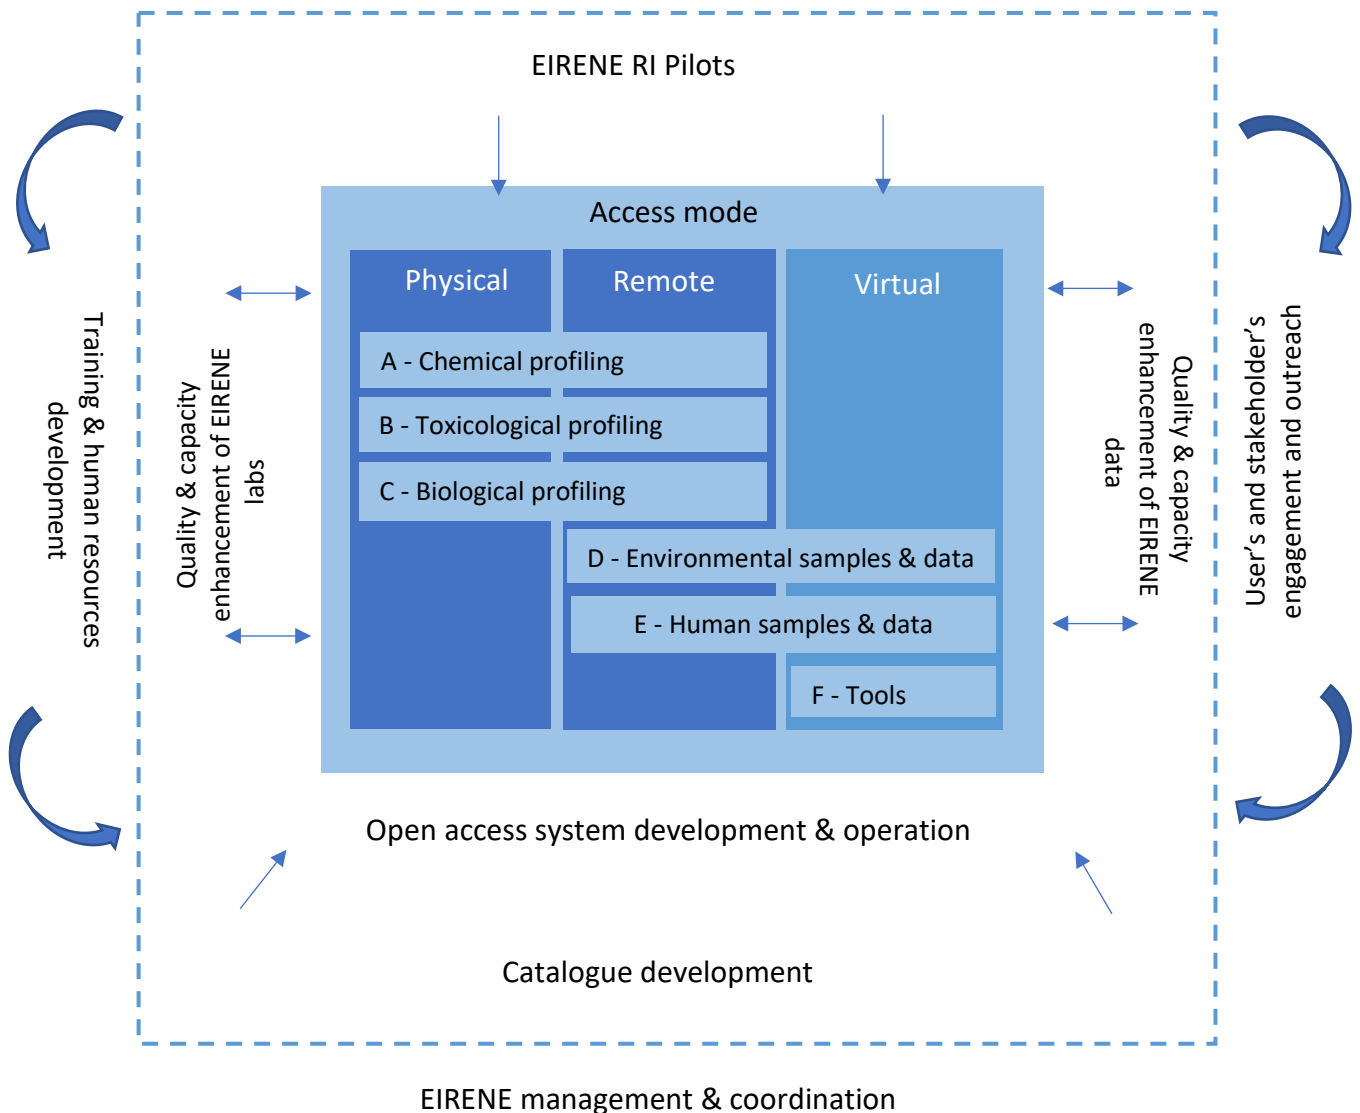 EIRENE RI Pilots
Access mode
Physical
Remote
Virtual
A - Chemical profiling
B - Toxicological profiling
C - Biological profiling
D - Environmental samples & data
E - Human samples & data
F - Tools
Training & human resources
development
Quality & capacity
enhancement of EIRENE
labs
Quality & capacity
enhancement of EIRENE
data
User's and stakeholder's
engagement and outreach
Open access system development & operation
Catalogue development
EIRENE management & coordination